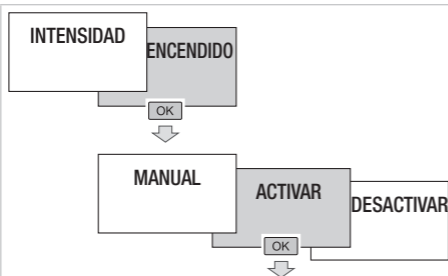 INTENSIDAD
ENCENDIDO
OK
MANUAL
ACTIVAR
DESACTIVAR
OK